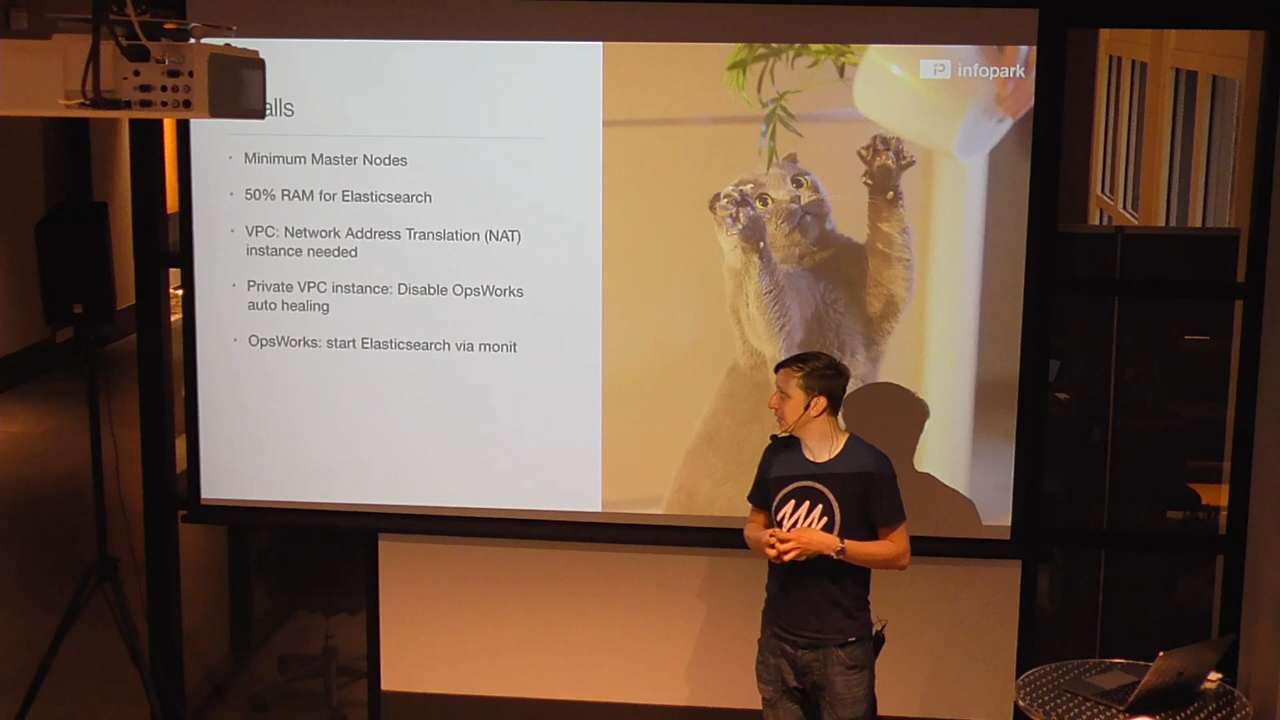 infopark
alls
Minimum Master Nodes
50% RAM for Elasticsearch
VPC: Network Address Translation (NAT)
instance needed
Private VPC instance: Disable OpsWorks
auto healing
OpsWorks: start Elasticsearch via monit